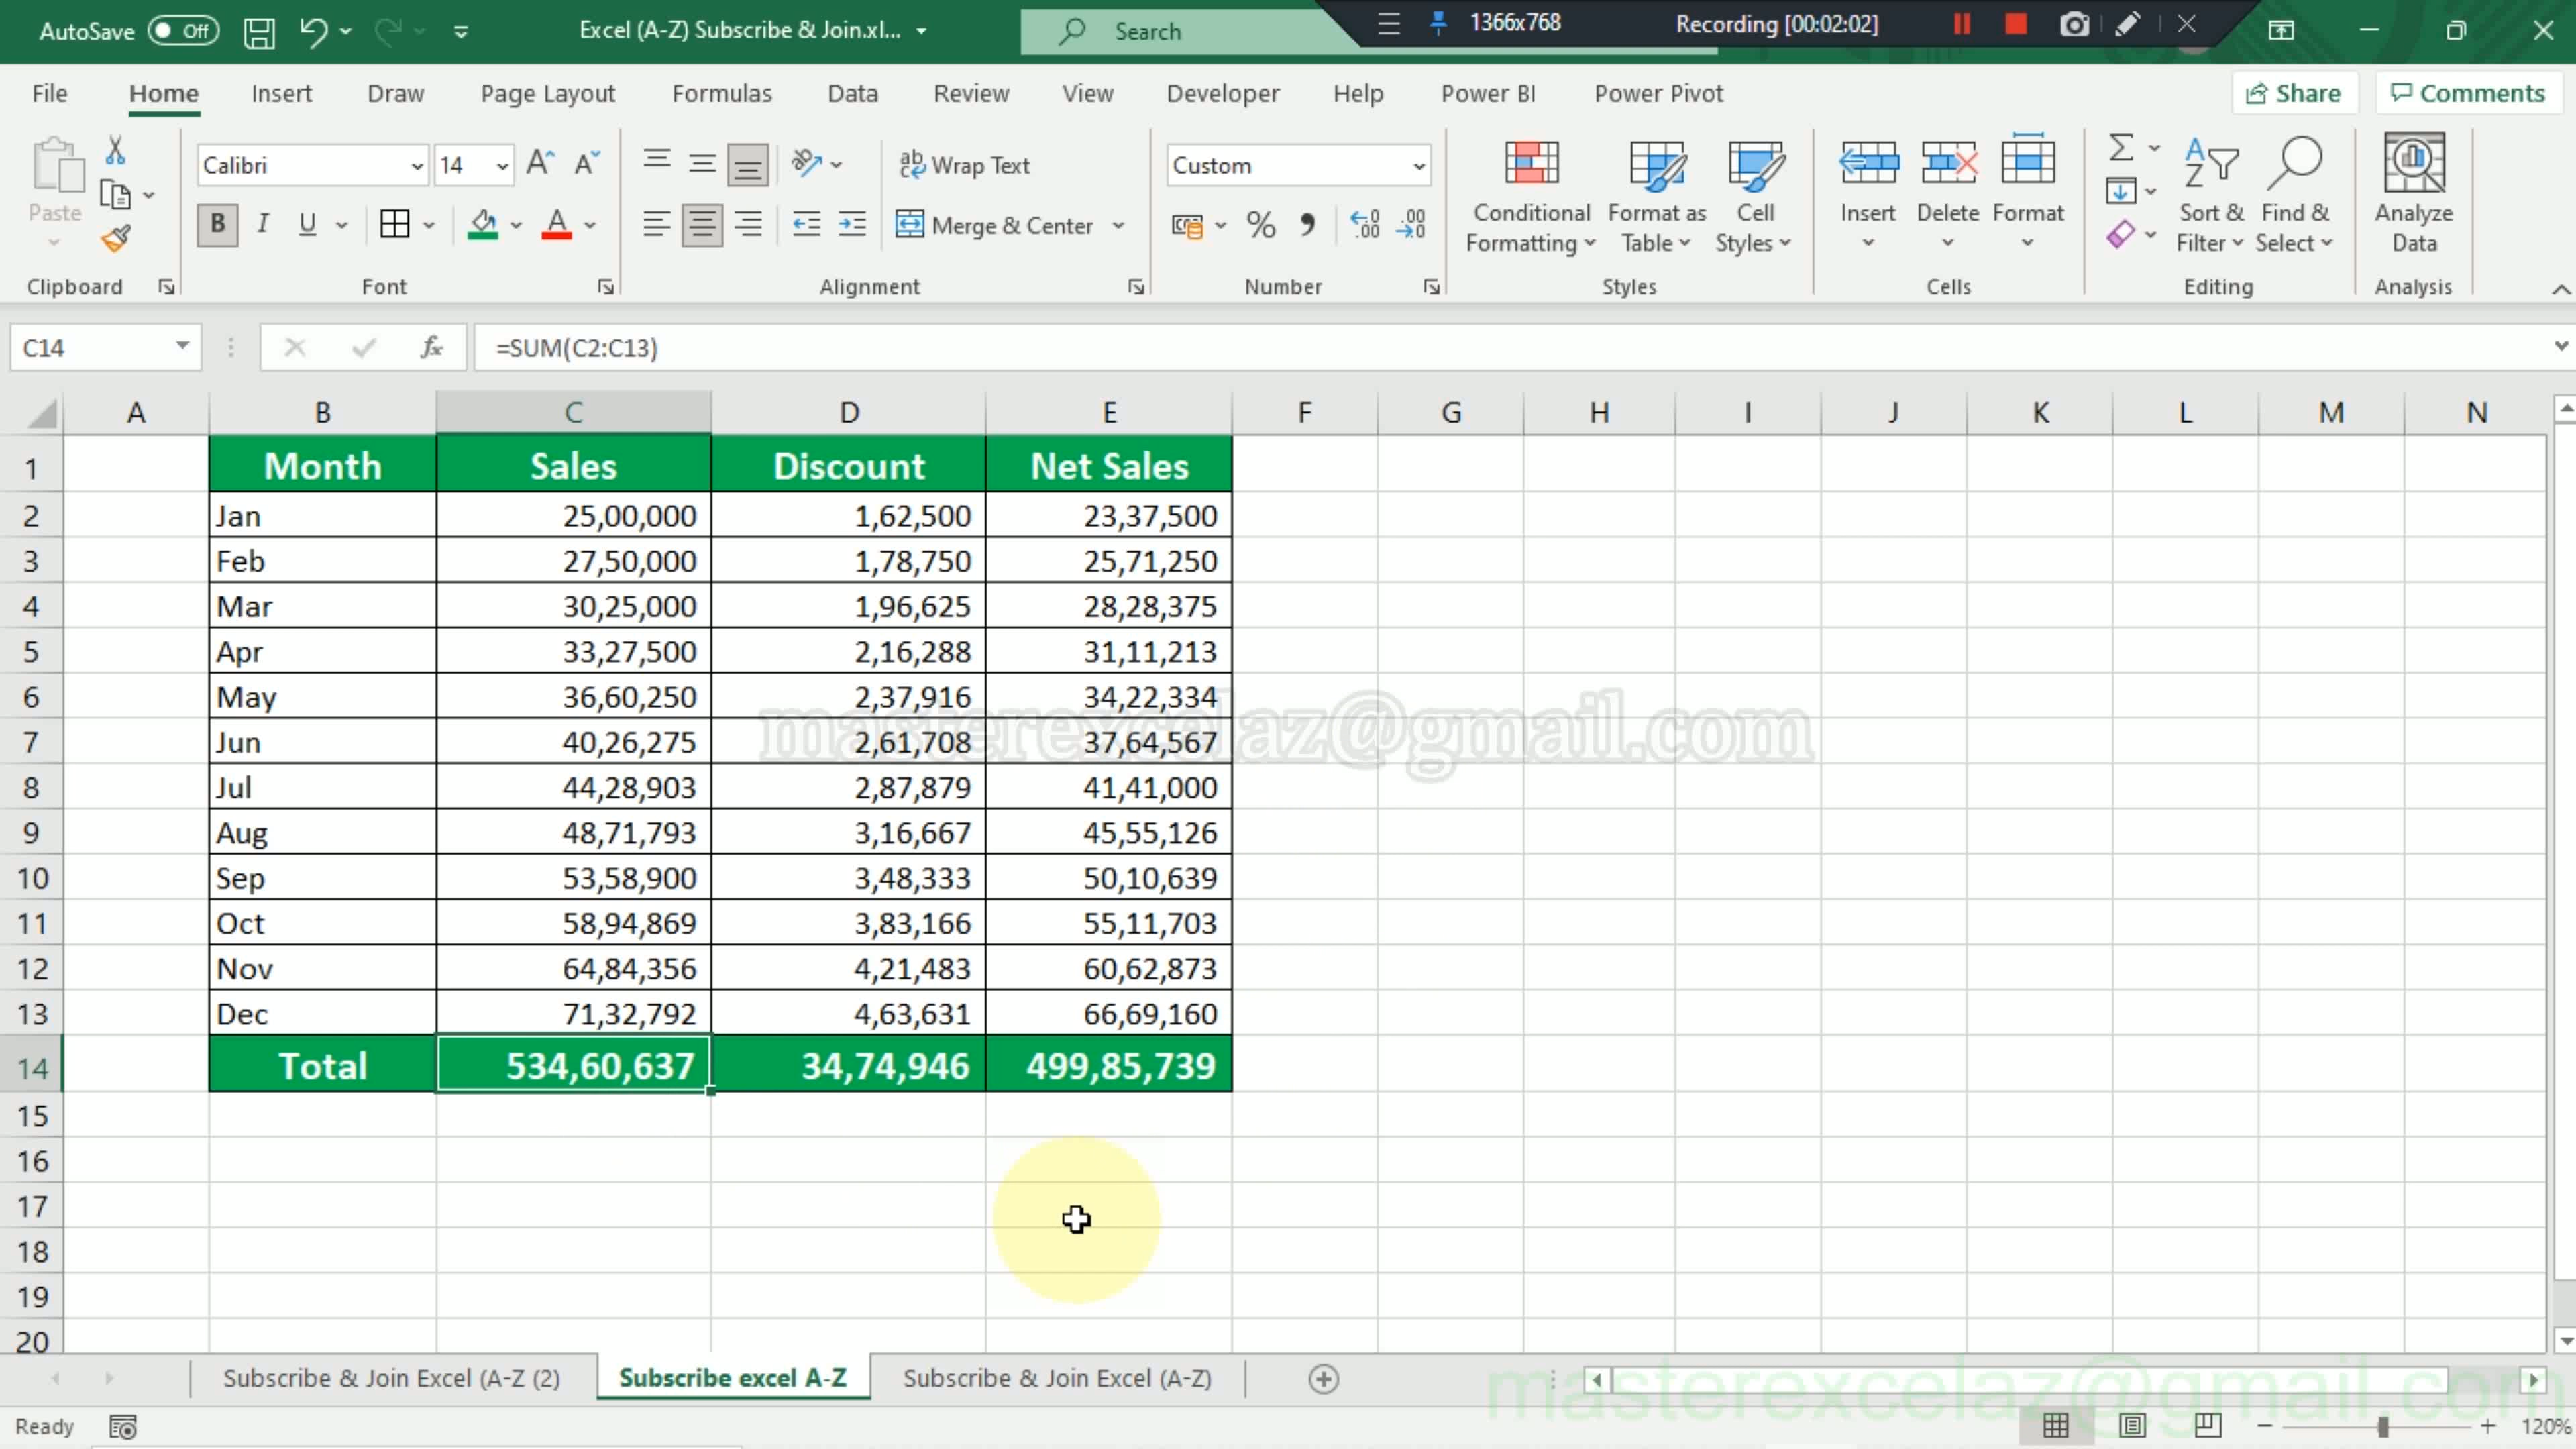 AutoSave Off Excel (A-Z) Subscribe & Join.xl... Search 1366x768 Recording [00:02:02]
File Home Insert Draw Page Layout Formulas Data Review View Developer Help Power BI Power Pivot Share Comments
Paste Calibri 14 Wrap Text Custom Conditional Formatting Format as Table Cell Styles Insert Delete Format Sort & Filter Find & Select Analyze Data
B I U A Merge & Center %
Clipboard Font Alignment Number Styles Cells Editing Analysis
C14 fx =SUM(C2:C13)
A B C D E F G H I J K L M N
1 Month Sales Discount Net Sales
2 Jan 25,00,000 1,62,500 23,37,500
3 Feb 27,50,000 1,78,750 25,71,250
4 Mar 30,25,000 1,96,625 28,28,375
5 Apr 33,27,500 2,16,288 31,11,213
6 May 36,60,250 2,37,916 34,22,334
masterexcelaz@gmail.com
7 Jun 40,26,275 2,61,708 37,64,567
8 Jul 44,28,903 2,87,879 41,41,000
9 Aug 48,71,793 3,16,667 45,55,126
10 Sep 53,58,900 3,48,333 50,10,639
11 Oct 58,94,869 3,83,166 55,11,703
12 Nov 64,84,356 4,21,483 60,62,873
13 Dec 71,32,792 4,63,631 66,69,160
14 Total 534,60,637 34,74,946 499,85,739
15
16
17
18
19
20
Subscribe & Join Excel (A-Z (2) Subscribe excel A-Z Subscribe & Join Excel (A-Z)
masterexcelaz@gmail.com
Ready 120%